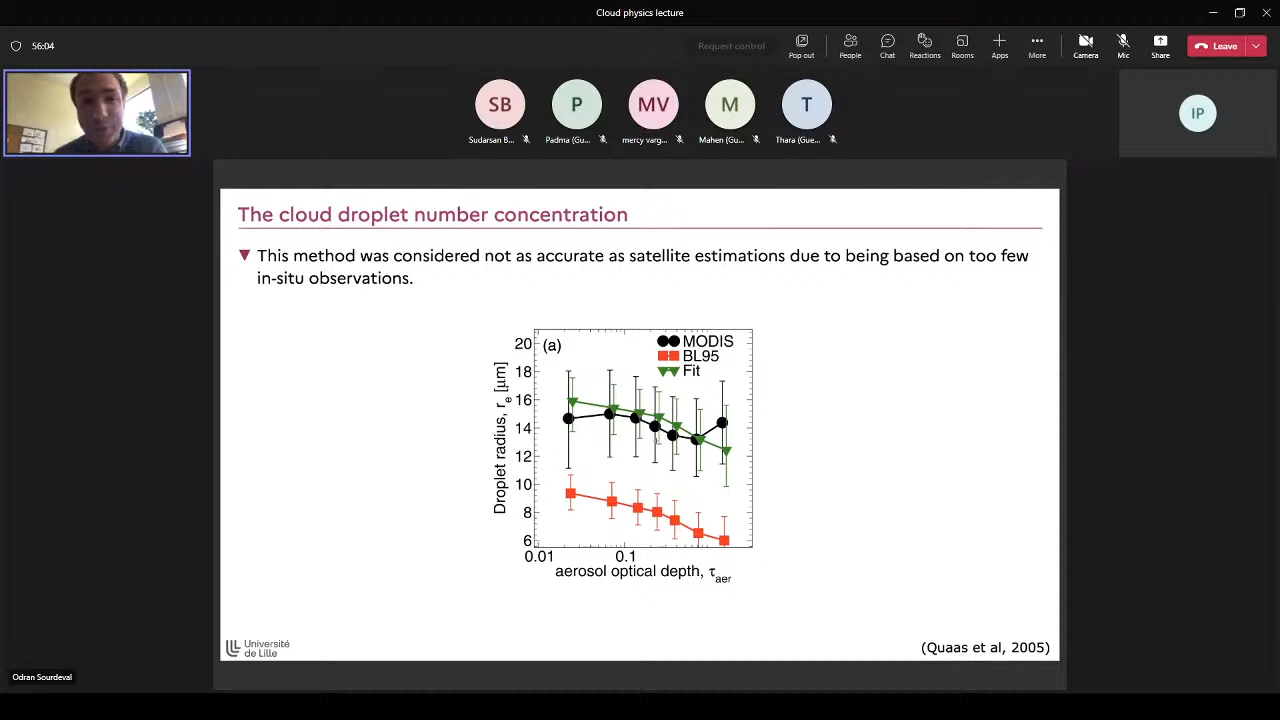 Cloud physics lecture
56:04
Request control
Pop out
People
Chat
Reactions
Rooms
Apps
More
Camera
Mic
Share
Leave
SB
P
MV
M
T
IP
Sudarsan B...
Padma (Gu...
mercy varg...
Mahen (Gu...
Thara (Gue...
The cloud droplet number concentration
▼ This method was considered not as accurate as satellite estimations due to being based on too few
in-situ observations.
(a)
MODIS
BL95
Fit
20
18
16
14
12
10
8
6
Droplet radius, re [μm]
0.01
0.1
aerosol optical depth, τaer
Université
de Lille
(Quaas et al, 2005)
Odran Sourdeval